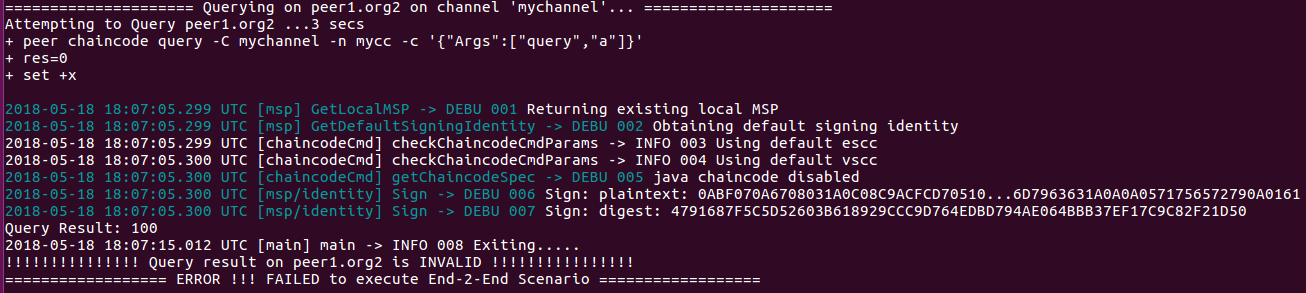 ===================== Querying on peer1.org2 on channel 'mychannel'... =====================
Attempting to Query peer1.org2 ...3 secs
+ peer chaincode query -C mychannel -n mycc -c '{"Args":["query","a"]}'
+ res=0
+ set +x
2018-05-18 18:07:05.299 UTC [msp] GetLocalMSP -> DEBU 001 Returning existing local MSP
2018-05-18 18:07:05.299 UTC [msp] GetDefaultSigningIdentity -> DEBU 002 Obtaining default signing identity
2018-05-18 18:07:05.299 UTC [chaincodeCmd] checkChaincodeCmdParams -> INFO 003 Using default escc
2018-05-18 18:07:05.300 UTC [chaincodeCmd] checkChaincodeCmdParams -> INFO 004 Using default vscc
2018-05-18 18:07:05.300 UTC [chaincodeCmd] getChaincodeSpec -> DEBU 005 java chaincode disabled
2018-05-18 18:07:05.300 UTC [msp/identity] Sign -> DEBU 006 Sign: plaintext: 0ABF070A6708031A0C08C9ACFCD70510...6D7963631A0A0A0571756572790A0161
2018-05-18 18:07:05.300 UTC [msp/identity] Sign -> DEBU 007 Sign: digest: 4791687F5C5D52603B618929CCC9D764EDBD794AE064BBB37EF17C9C82F21D50
Query Result: 100
2018-05-18 18:07:15.012 UTC [main] main -> INFO 008 Exiting.....
!!!!!!!!!!!!!!! Query result on peer1.org2 is INVALID !!!!!!!!!!!!!!!!
================== ERROR !!! FAILED to execute End-2-End Scenario ==================